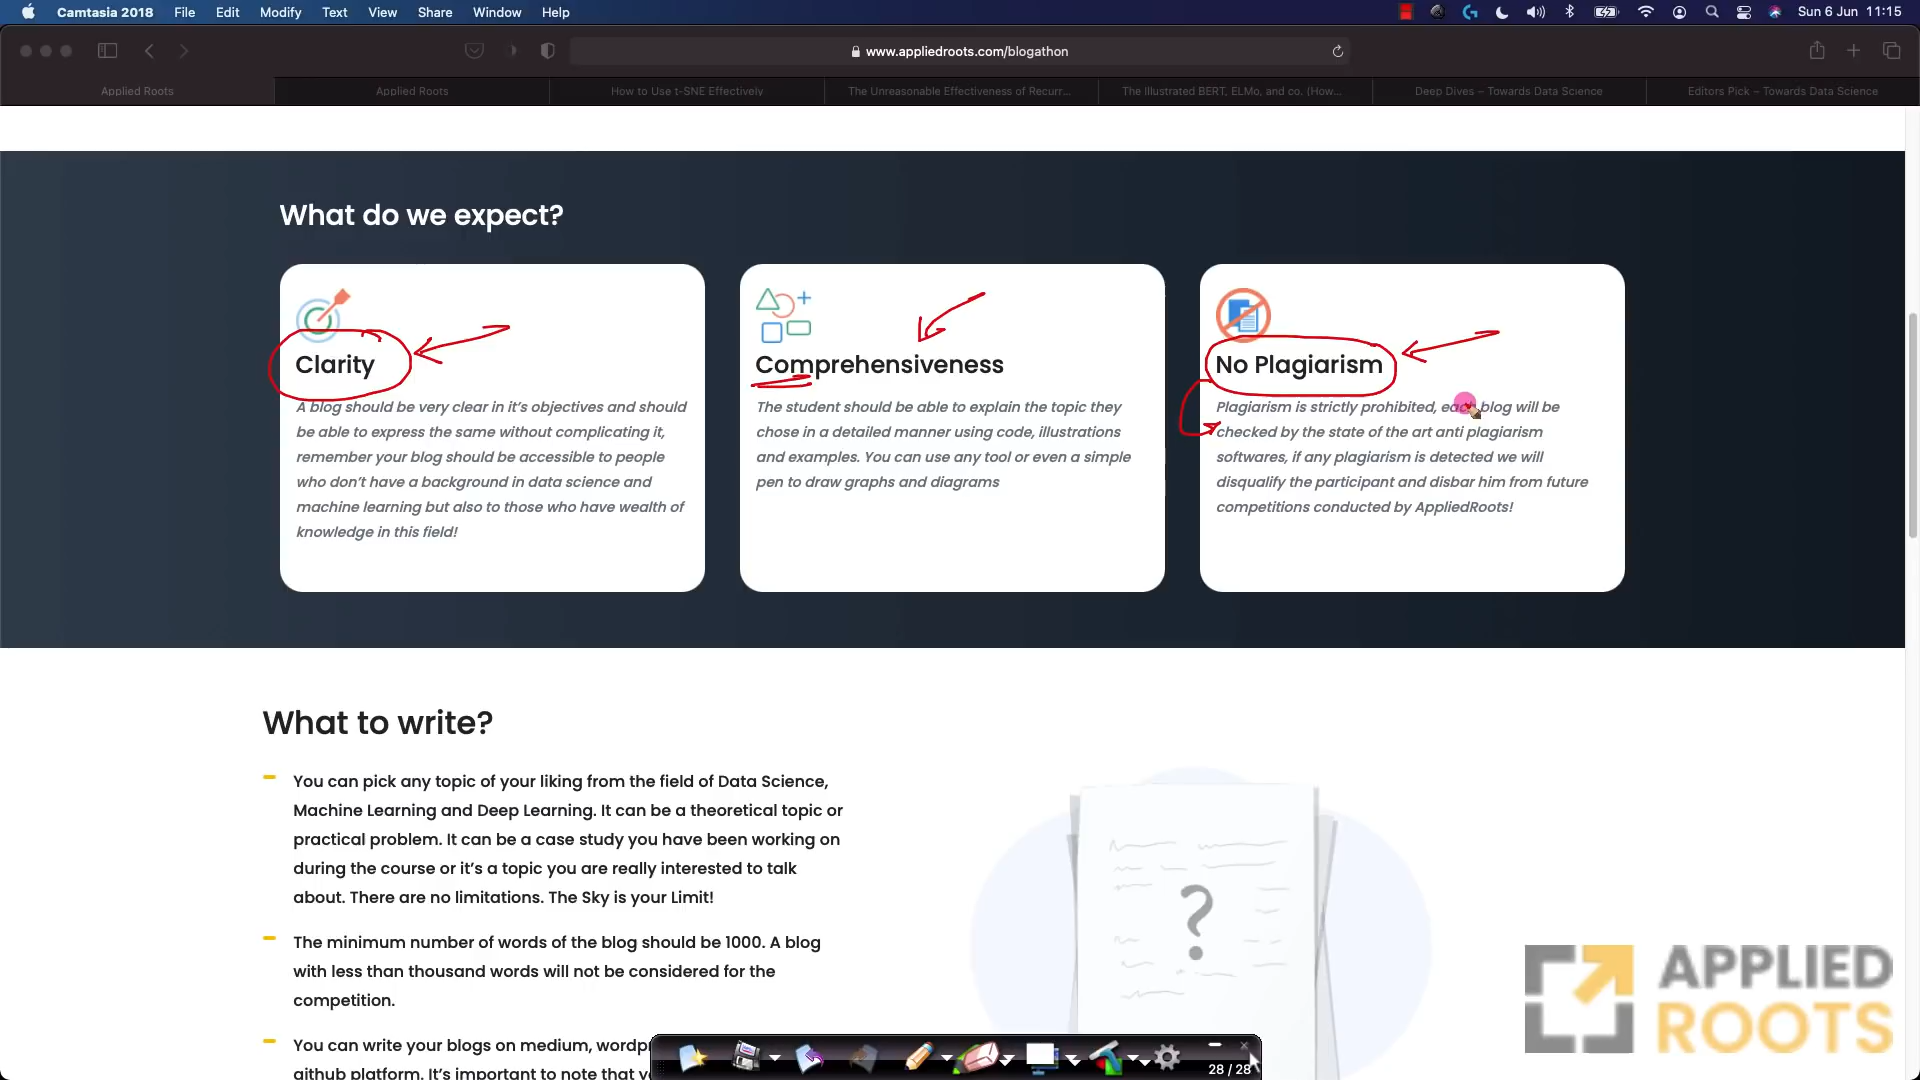 Camtasia 2018 File Edit Modify Text View Share Window Help Sun 6 Jun 11:15
www.appliedroots.com/blogathon
Applied Roots Applied Roots How to Use t-SNE Effectively The Unreasonable Effectiveness of Recurr... The Illustrated BERT, ELMo, and co. (How... Deep Dives – Towards Data Science Editors Pick – Towards Data Science
What do we expect?
Clarity
A blog should be very clear in it's objectives and should
be able to express the same without complicating it,
remember your blog should be accessible to people
who don't have a background in data science and
machine learning but also to those who have wealth of
knowledge in this field!
Comprehensiveness
The student should be able to explain the topic they
chose in a detailed manner using code, illustrations
and examples. You can use any tool or even a simple
pen to draw graphs and diagrams
No Plagiarism
Plagiarism is strictly prohibited, each blog will be
checked by the state of the art anti plagiarism
softwares, if any plagiarism is detected we will
disqualify the participant and disbar him from future
competitions conducted by AppliedRoots!
What to write?
You can pick any topic of your liking from the field of Data Science,
Machine Learning and Deep Learning. It can be a theoretical topic or
practical problem. It can be a case study you have been working on
during the course or it's a topic you are really interested to talk
about. There are no limitations. The Sky is your Limit!
The minimum number of words of the blog should be 1000. A blog
with less than thousand words will not be considered for the
competition.
You can write your blogs on medium,
github platform. It's important to note that
?
APPLIED
ROOTS
28 / 28